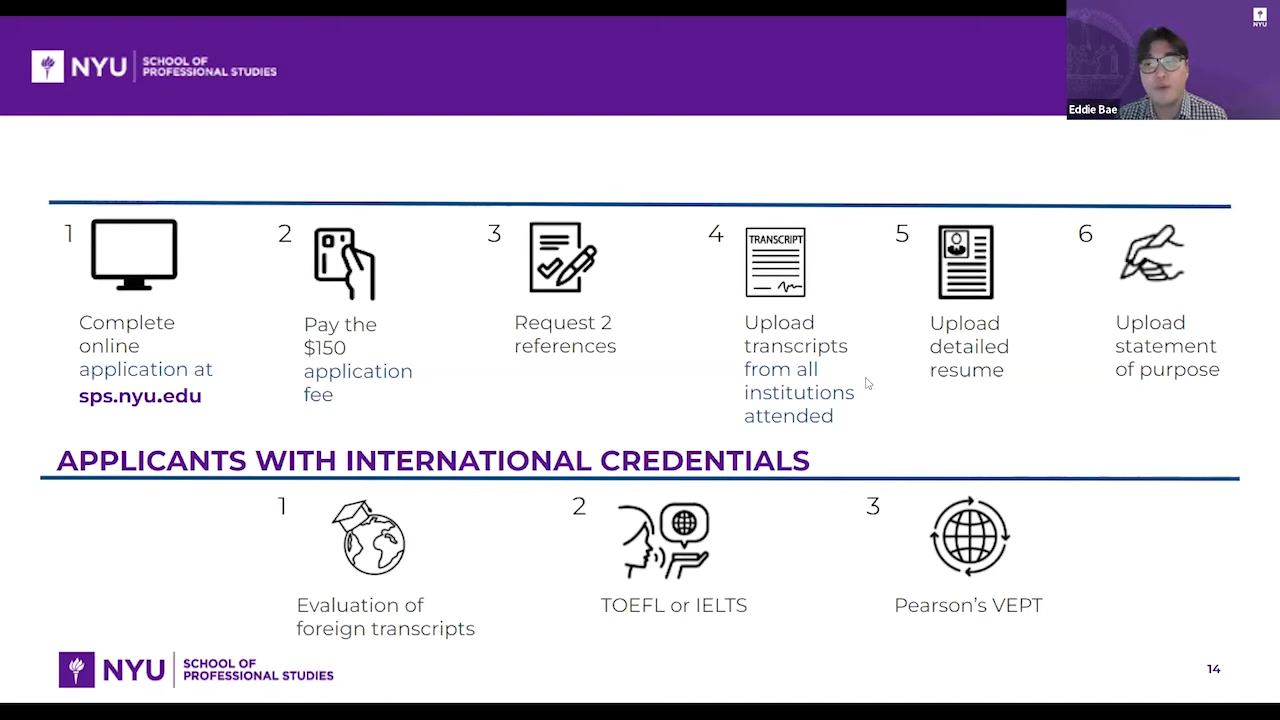 NYU
SCHOOL OF
PROFESSIONAL STUDIES
NYU
Eddie Bae
1
2
3
4
5
6
TRANSCRIPT
Complete
online
application at
sps.nyu.edu
Pay the
$150
application
fee
Request 2
references
Upload
transcripts
from all
institutions
attended
Upload
detailed
resume
Upload
statement
of purpose
APPLICANTS WITH INTERNATIONAL CREDENTIALS
1
2
3
Evaluation of
foreign transcripts
TOEFL or IELTS
Pearson's VEPT
NYU
SCHOOL OF
PROFESSIONAL STUDIES
14